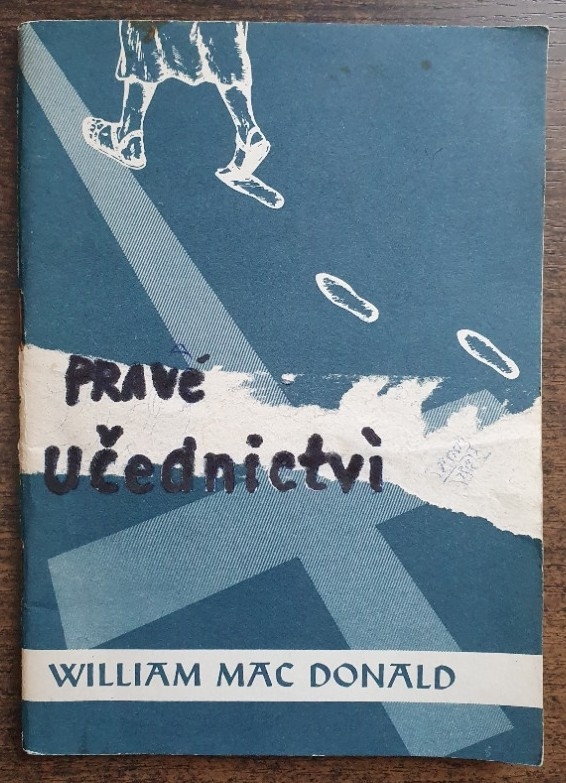 PRAVÉ
učednictví
WILLIAM MAC DONALD